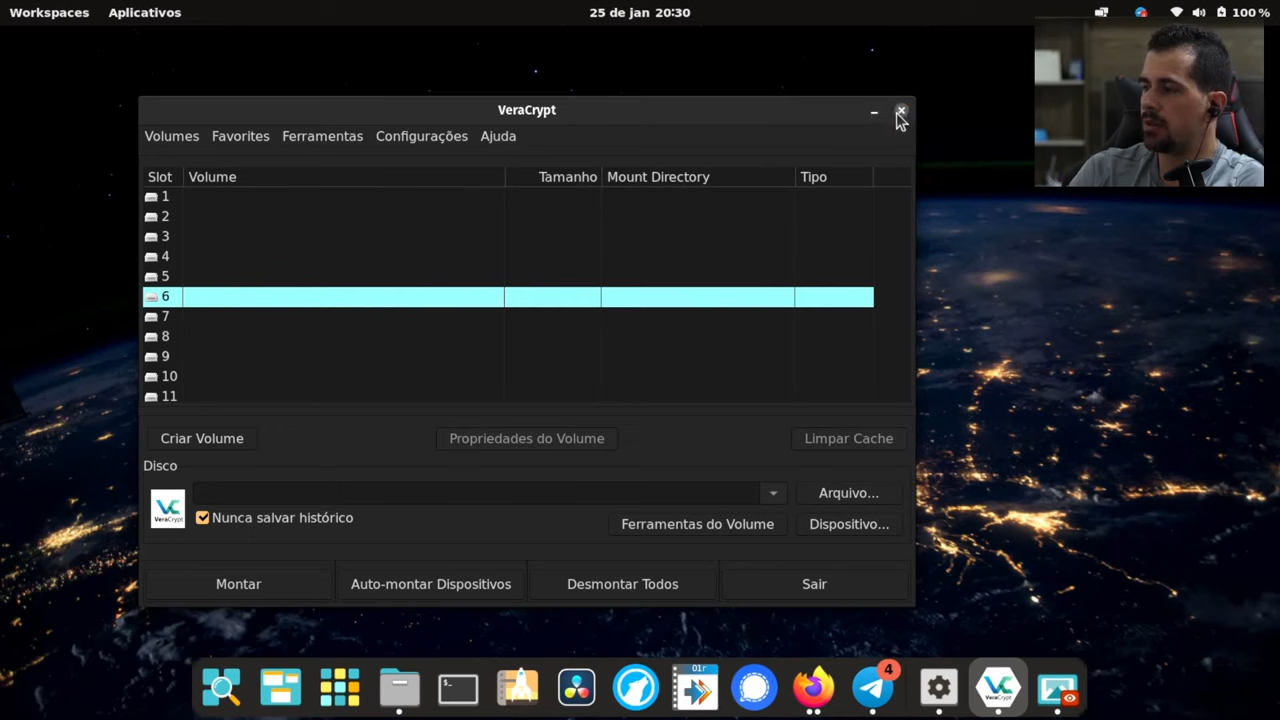 Workspaces Aplicativos 25 de jan 20:30 100 %
VeraCrypt
Volumes Favorites Ferramentas Configurações Ajuda
Slot Volume Tamanho Mount Directory Tipo
1
2
3
4
5
6
7
8
9
10
11
Criar Volume Propriedades do Volume Limpar Cache
Disco
VeraCrypt Arquivo...
Nunca salvar histórico Ferramentas do Volume Dispositivo...
Montar Auto-montar Dispositivos Desmontar Todos Sair
01r 4
>_ VeraCrypt